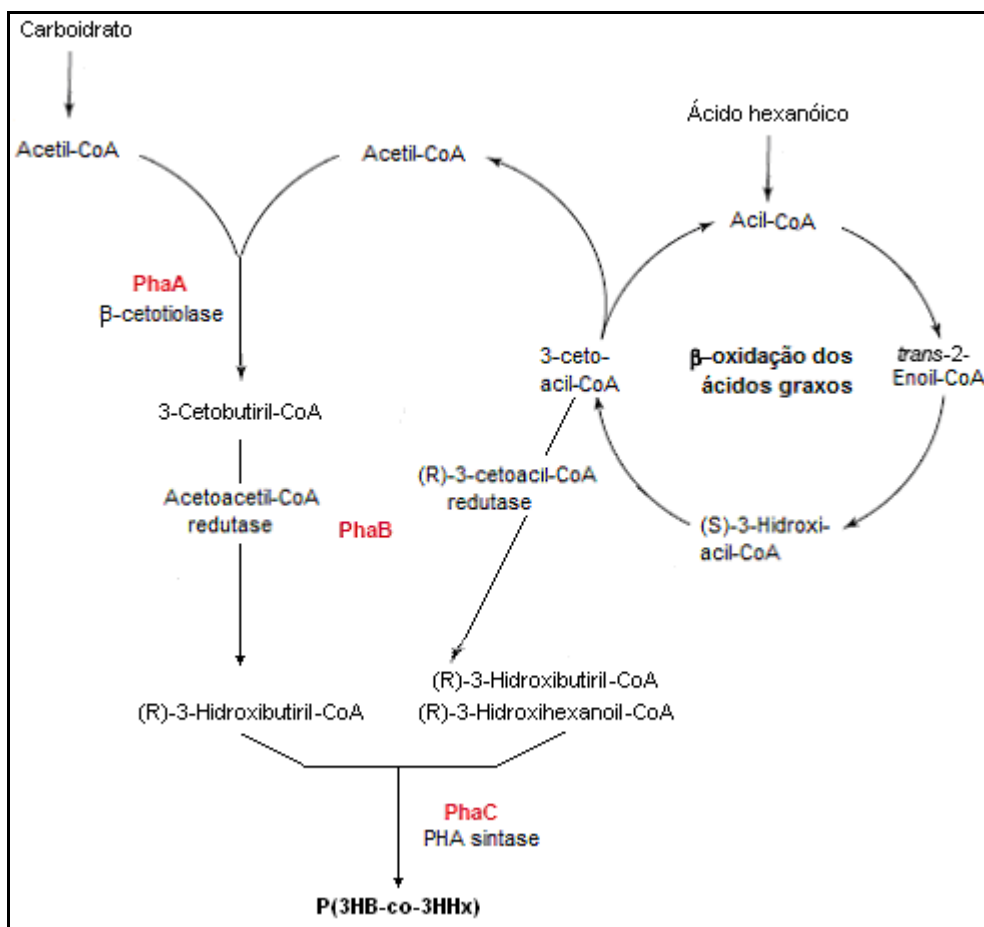 Carboidrato
Acetil-CoA
Acetil-CoA
Ácido hexanóico
Acil-CoA
PhaA
β-cetotiolase
3-ceto-
acil-CoA
β-oxidação dos
ácidos graxos
trans-2-
Enoil-CoA
3-Cetobutiril-CoA
(R)-3-cetoacil-CoA
redutase
Acetoacetil-CoA
redutase
PhaB
(S)-3-Hidroxi-
acil-CoA
(R)-3-Hidroxibutiril-CoA
(R)-3-Hidroxibutiril-CoA
(R)-3-Hidroxihexanoil-CoA
PhaC
PHA sintase
P(3HB-co-3HHx)